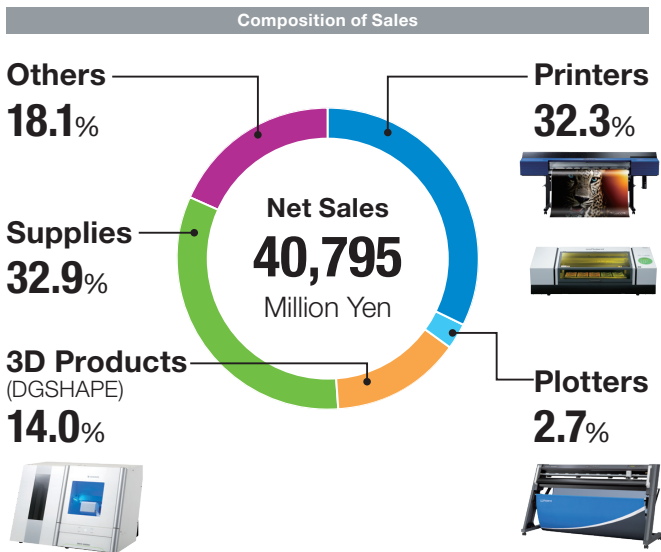 Composition of Sales
Others
18.1%
Printers
32.3%
Net Sales
40,795
Million Yen
Supplies
32.9%
3D Products
(DGSHAPE)
14.0%
Plotters
2.7%